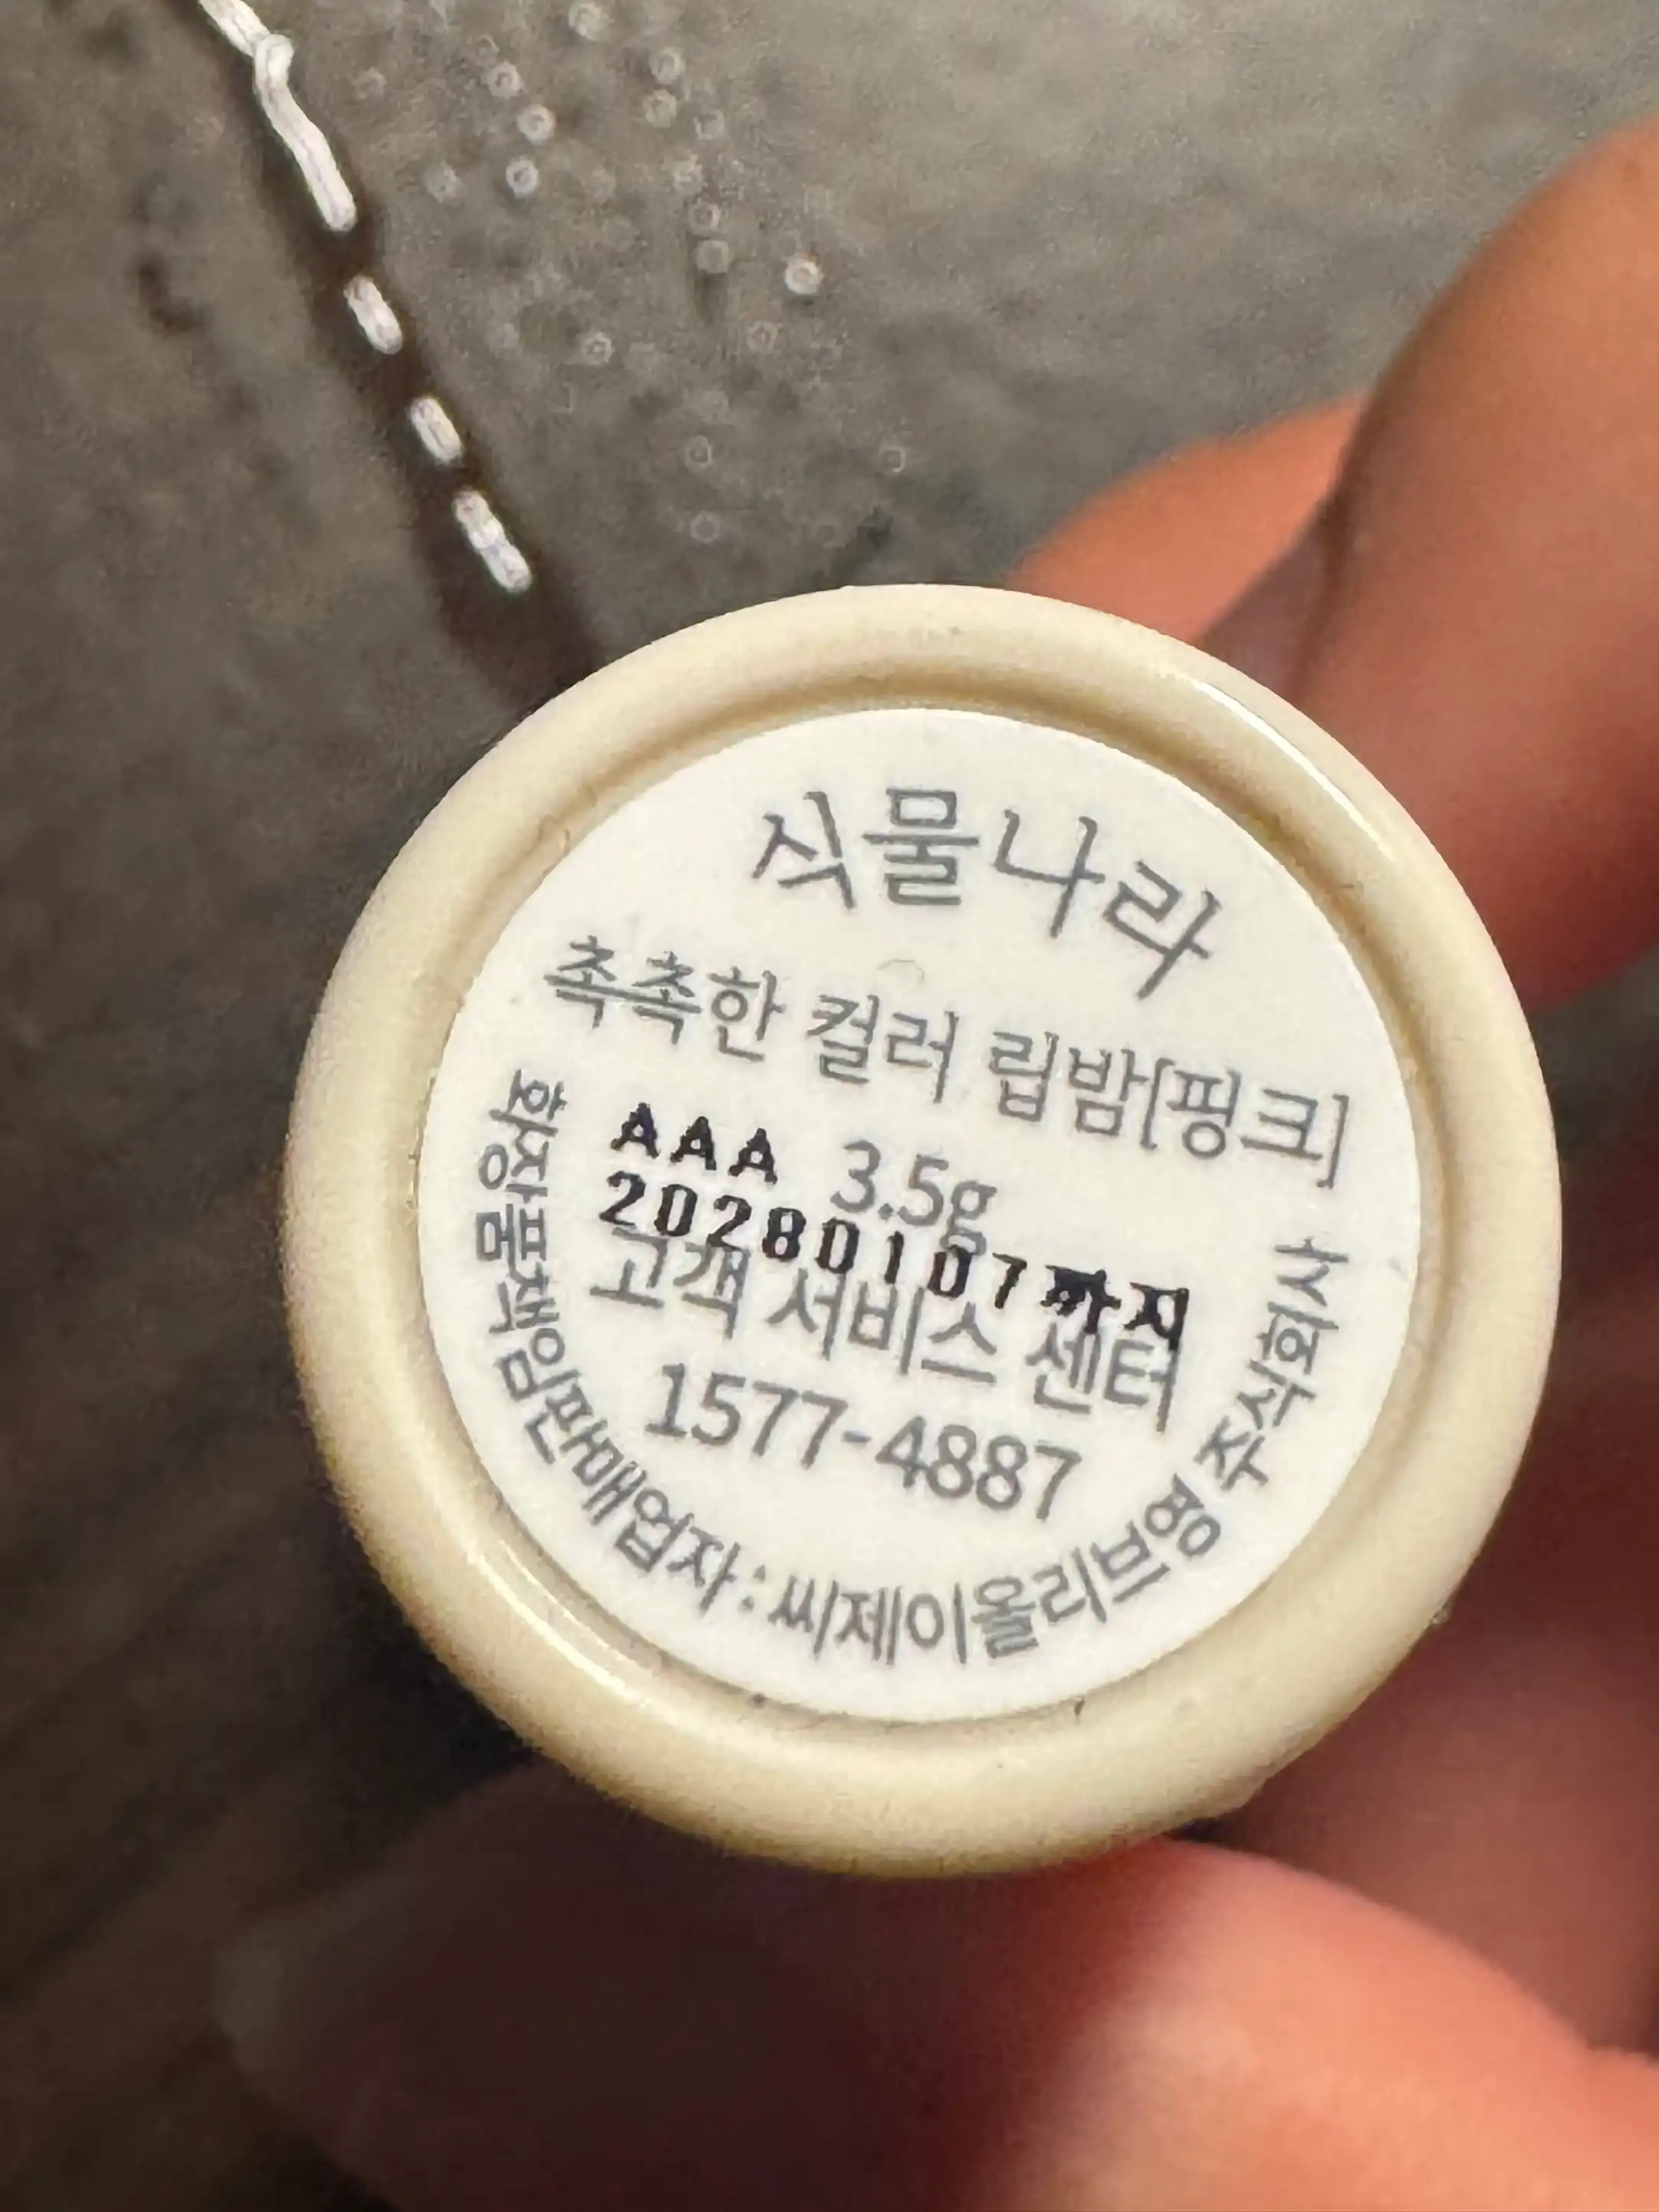 식물나라
촉촉한 컬러 립밤[핑크]
AAA 3.5g
20280107까지
고객 서비스 센터
1577-4887
화장품책임판매업자 : 씨제이올리브영 주식회사